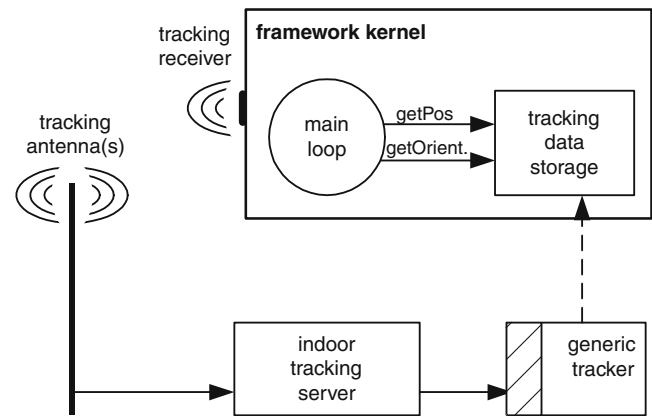 tracking
receiver
framework kernel
tracking
antenna(s)
main
loop
getPos
getOrient.
tracking
data
storage
indoor
tracking
server
generic
tracker